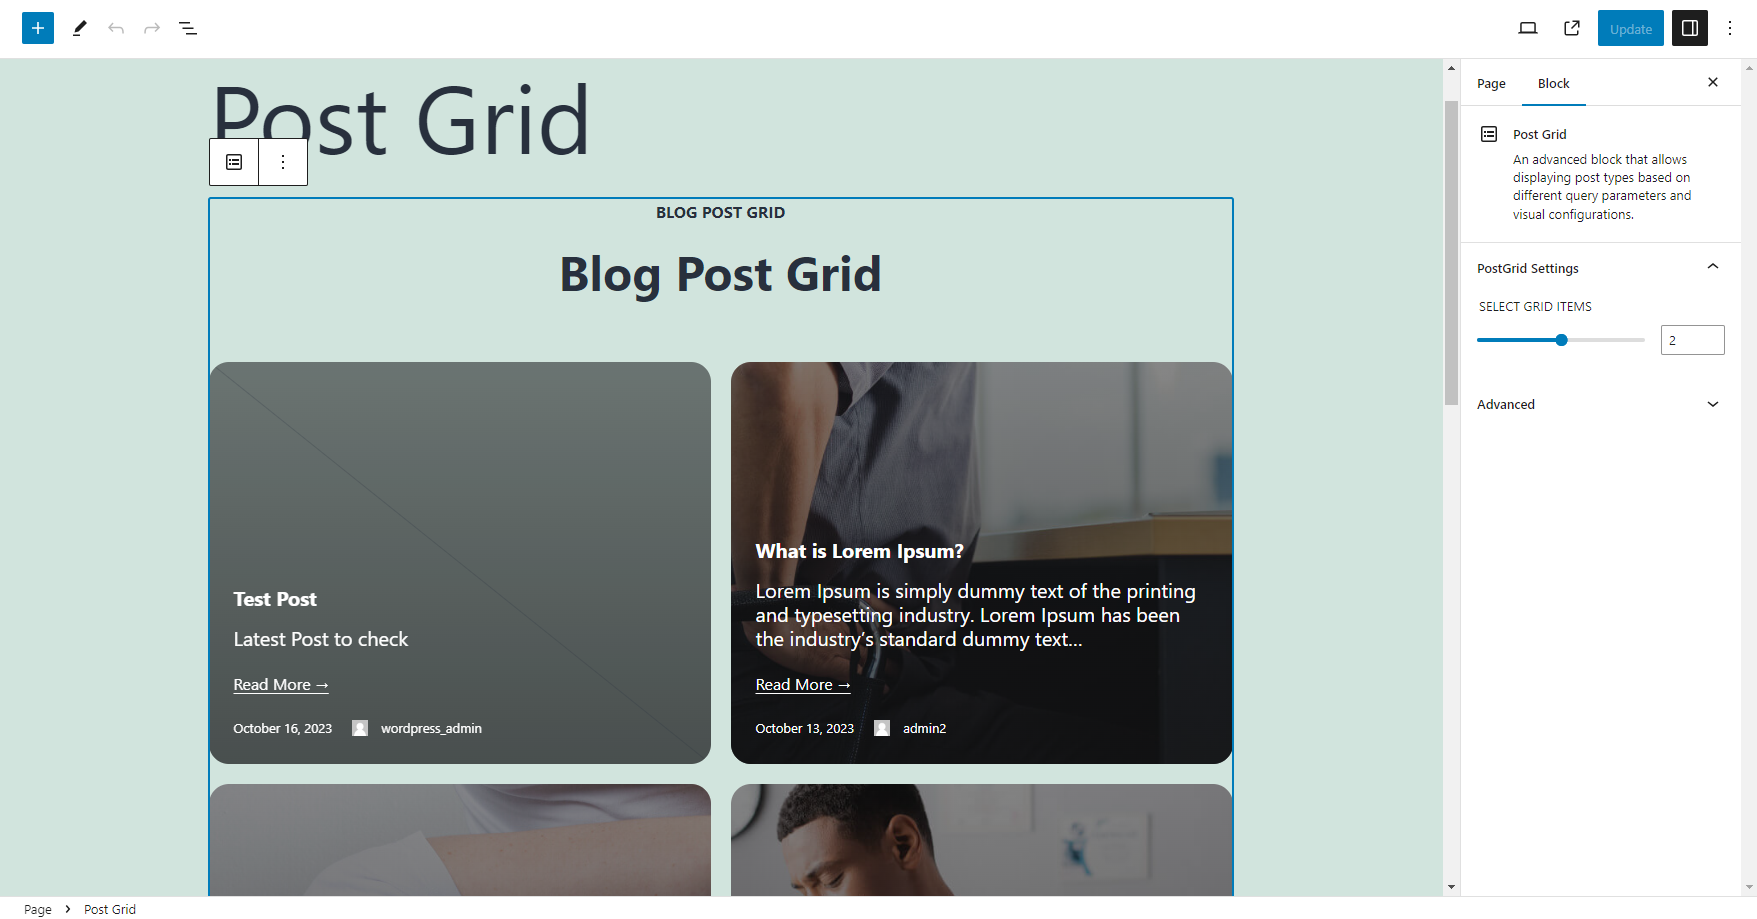 Update
Post Grid
BLOG POST GRID
Blog Post Grid
Test Post
Latest Post to check
Read More →
October 16, 2023 wordpress_admin
What is Lorem Ipsum?
Lorem Ipsum is simply dummy text of the printing
and typesetting industry. Lorem Ipsum has been
the industry’s standard dummy text...
Read More →
October 13, 2023 admin2
Page Block
Post Grid
An advanced block that allows
displaying post types based on
different query parameters and
visual configurations.
PostGrid Settings
SELECT GRID ITEMS
2
Advanced
Page › Post Grid